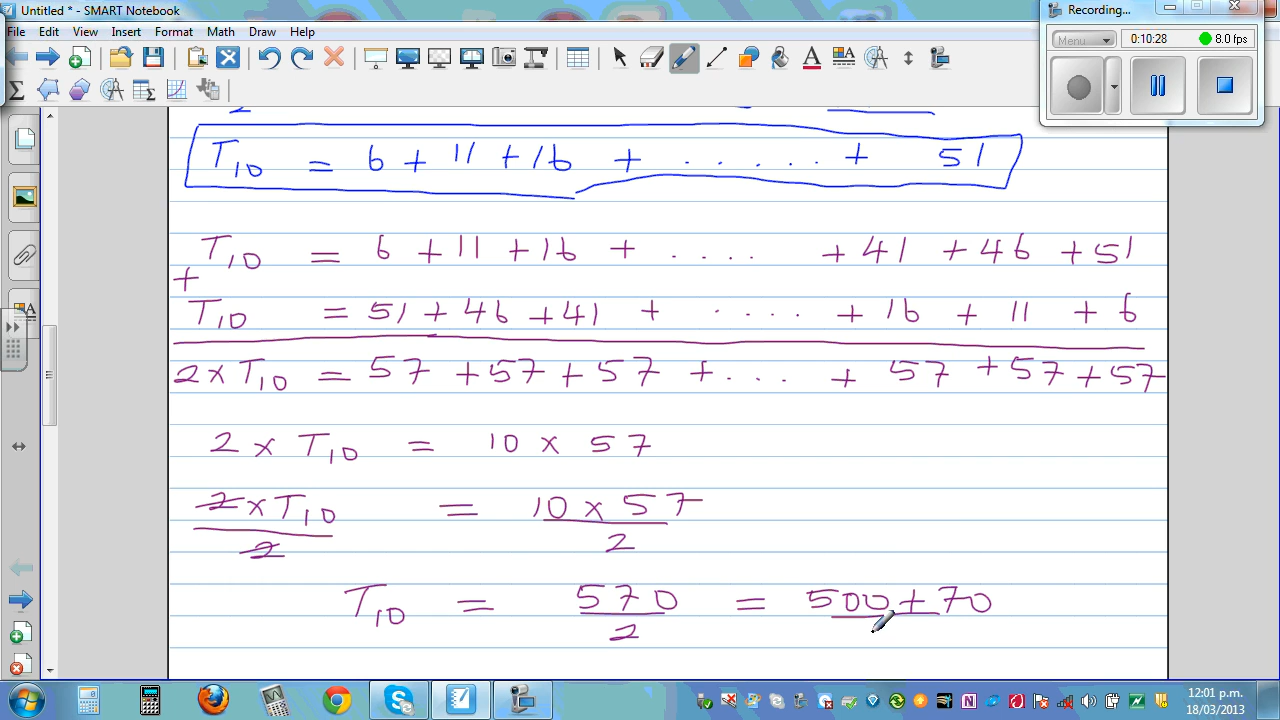 Untitled * - SMART Notebook
Recording...
File Edit View Insert Format Math Draw Help
Menu 0:10:28 8.0 fps
T10 = 6 + 11 + 16 + ..... + 51
T10 = 6 + 11 + 16 + .... + 41 + 46 + 51
+
T10 = 51 + 46 + 41 + .... + 16 + 11 + 6
2 × T10 = 57 + 57 + 57 + ... + 57 + 57 + 57
2 × T10 = 10 × 57
2 × T10 = 10 × 57
2 2
T10 = 570 = 500 + 70
2
12:01 p.m.
18/03/2013